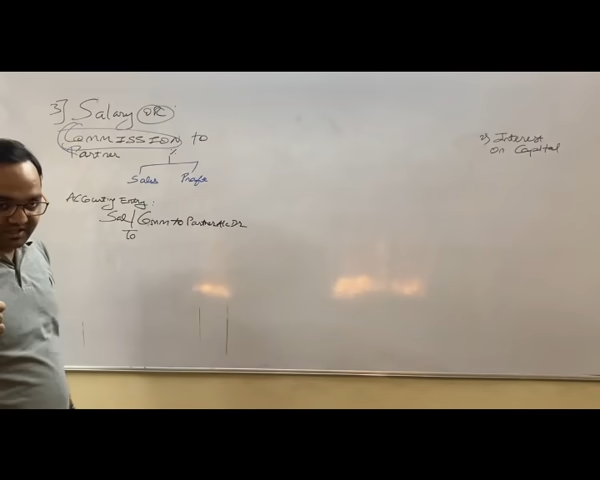 3] Salary OR
Commission to
Partner
Sales Profit
Accounting Entry:
Sal/Comm to Partner A/c Dr
To
2) Interest
on Capital